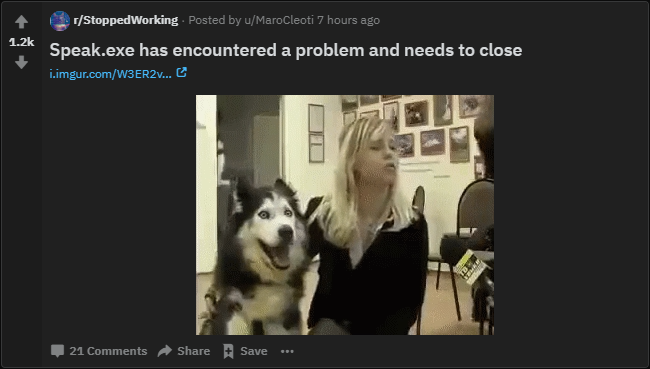 r/StoppedWorking · Posted by u/MaroCleoti 7 hours ago
1.2k
Speak.exe has encountered a problem and needs to close
i.imgur.com/W3ER2v...
21 Comments Share Save ...